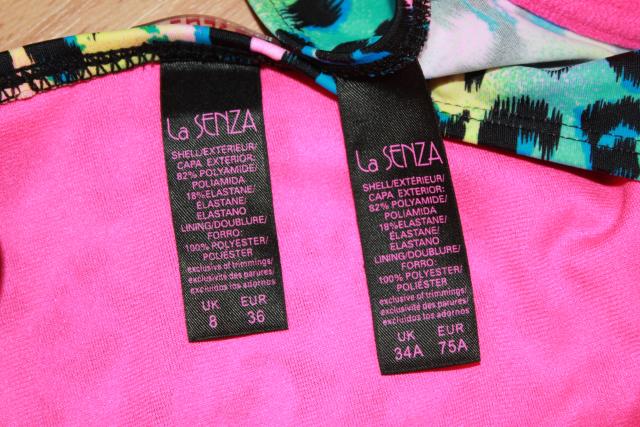 La SENZA
SHELL/EXTÉRIEUR/
CAPA EXTERIOR:
82% POLYAMIDE/
POLIAMIDA
18%ELASTANE/
ÉLASTANE/
ELASTANO
LINING/DOUBLURE/
FORRO:
100% POLYESTER/
POLIÉSTER
exclusive of trimmings/
exclusivité des parures/
excluidos los adornos
UK EUR
8 36
La SENZA
SHELL/EXTÉRIEUR/
CAPA EXTERIOR:
82% POLYAMIDE/
POLIAMIDA
18%ELASTANE/
ÉLASTANE/
ELASTANO
LINING/DOUBLURE/
FORRO:
100% POLYESTER/
POLIÉSTER
exclusive of trimmings/
exclusivité des parures/
excluidos los adornos
UK EUR
34A 75A